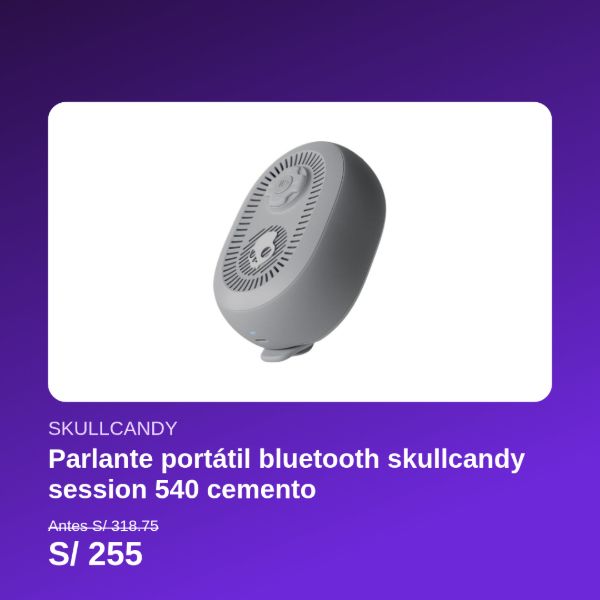 SKULLCANDY
Parlante portátil bluetooth skullcandy
session 540 cemento
Antes S/ 318.75
S/ 255